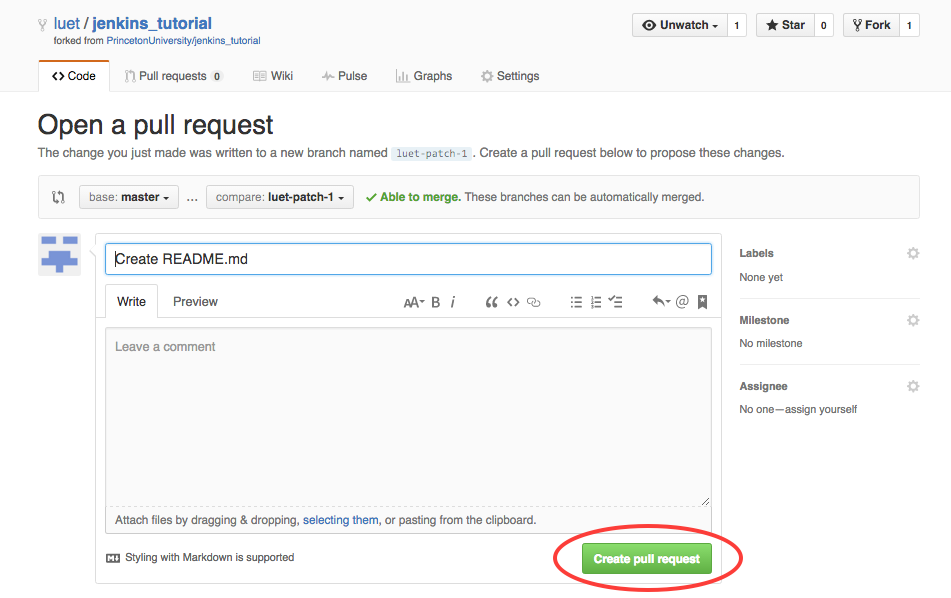 luet / jenkins_tutorial
forked from PrincetonUniversity/jenkins_tutorial
Unwatch 1 Star 0 Fork 1
Code Pull requests 0 Wiki Pulse Graphs Settings
Open a pull request
The change you just made was written to a new branch named luet-patch-1. Create a pull request below to propose these changes.
base: master ... compare: luet-patch-1 Able to merge. These branches can be automatically merged.
Create README.md
Write Preview AA B i “ <> @
Leave a comment
Attach files by dragging & dropping, selecting them, or pasting from the clipboard.
Styling with Markdown is supported
Create pull request
Labels
None yet
Milestone
No milestone
Assignee
No one—assign yourself